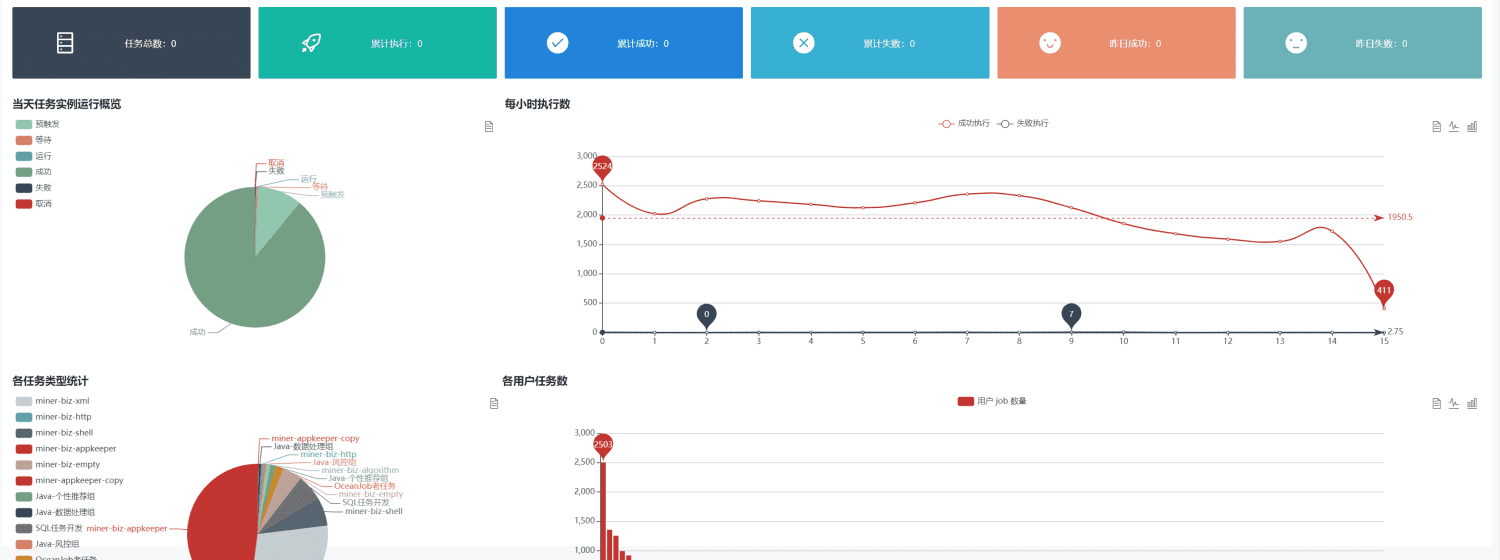 任务总数：0
累计执行：0
累计成功：0
累计失败：0
昨日成功：0
昨日失败：0
当天任务实例运行概览
预触发
等待
运行
成功
失败
取消
取消
失败
运行
等待
预触发
成功
每小时执行数
成功执行
失败执行
3,000
2,500
2,000
1,500
1,000
500
0
2524
1950.5
411
0
7
2.75
0 1 2 3 4 5 6 7 8 9 10 11 12 13 14 15
各任务类型统计
miner-biz-xml
miner-biz-http
miner-biz-shell
miner-biz-appkeeper
miner-biz-empty
miner-appkeeper-copy
Java-个性推荐组
Java-数据处理组
SQL任务开发
Java-风控组
OceanJob老任务
miner-appkeeper-copy
Java-数据处理组
miner-biz-http
Java-风控组
miner-biz-algorithm
Java-个性推荐组
OceanJob老任务
miner-biz-empty
SQL任务开发
miner-biz-shell
miner-biz-appkeeper
各用户任务数
用户 job 数量
3,000
2,500
2,000
1,500
1,000
2503